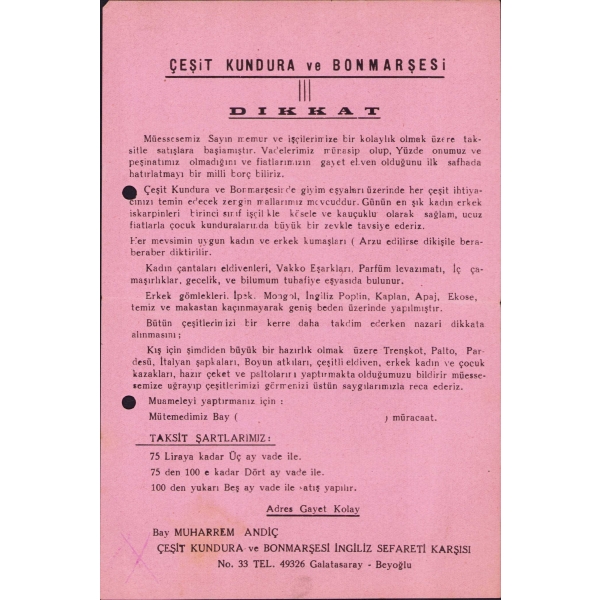 ÇEŞİT KUNDURA ve BONMARŞESİ
DIKKAT
Müessesemiz Sayın memur ve işçilerimize bir kolaylık olmak üzere tak-
sitle satışlara başlamıştır. Vadelerimiz münasip olup, Yüzde onumuz ve
peşinatımız olmadığını ve fiatlarımızın gayet elven olduğunu ilk safhada
hatırlatmayı bir milli borç biliriz.
Çeşit Kundura ve Bonmarşesinde giyim eşyaları üzerinde her çeşit ihtiya-
cınızı temin edecek zengin mallarımız mevcuddur. Günün en şık kadın erkek
iskarpinleri birinci sınıf işçilikle kösele ve kauçuklu olarak sağlam, ucuz
fiatlarla çocuk kunduralarında büyük bir zevkle tavsiye ederiz.
Her mevsimin uygun kadın ve erkek kumaşları ( Arzu edilirse dikişile bera-
beraber diktirilir.
Kadın çantaları eldivenleri, Vakko Eşarkları, Parfüm levazımatı, İç ça-
maşırlıklar, gecelik, ve bilumum tuhafiye eşyasıda bulunur.
Erkek gömlekleri. İpek. Mongol, İngiliz Poplin, Kaplan, Apaj, Ekose,
temiz ve makastan kaçınmayarak geniş beden üzerinde yapılmıştır.
Bütün çeşitlerimizi bir kerre daha takdim ederken nazari dikkata
alınmasını ;
Kış için şimdiden büyük bir hazırlık olmak üzere Trenşkot, Palto, Par-
desü, İtalyan şapkaları, Boyun atkıları, çeşitli eldiven, erkek kadın ve çocuk
kazakları, hazır çeket ve paltoların yaptırmakta olduğumuzu bildirir müesse-
semize uğrayıp çeşitlerimizi görmenizi üstün saygılarımızla reca ederiz.
Muameleyi yaptırmanız için :
Mütemedimiz Bay ( ) müracaat.
TAKSİT ŞARTLARIMIZ :
75 Liraya kadar Üç ay vade ile.
75 den 100 e kadar Dört ay vade ile.
100 den yukarı Beş ay vade ile satış yapılır.
Adres Gayet Kolay
Bay MUHARREM ANDİÇ
ÇEŞİT KUNDURA ve BONMARŞESİ İNGİLİZ SEFARETİ KARŞISI
No. 33 TEL. 49326 Galatasaray - Beyoğlu